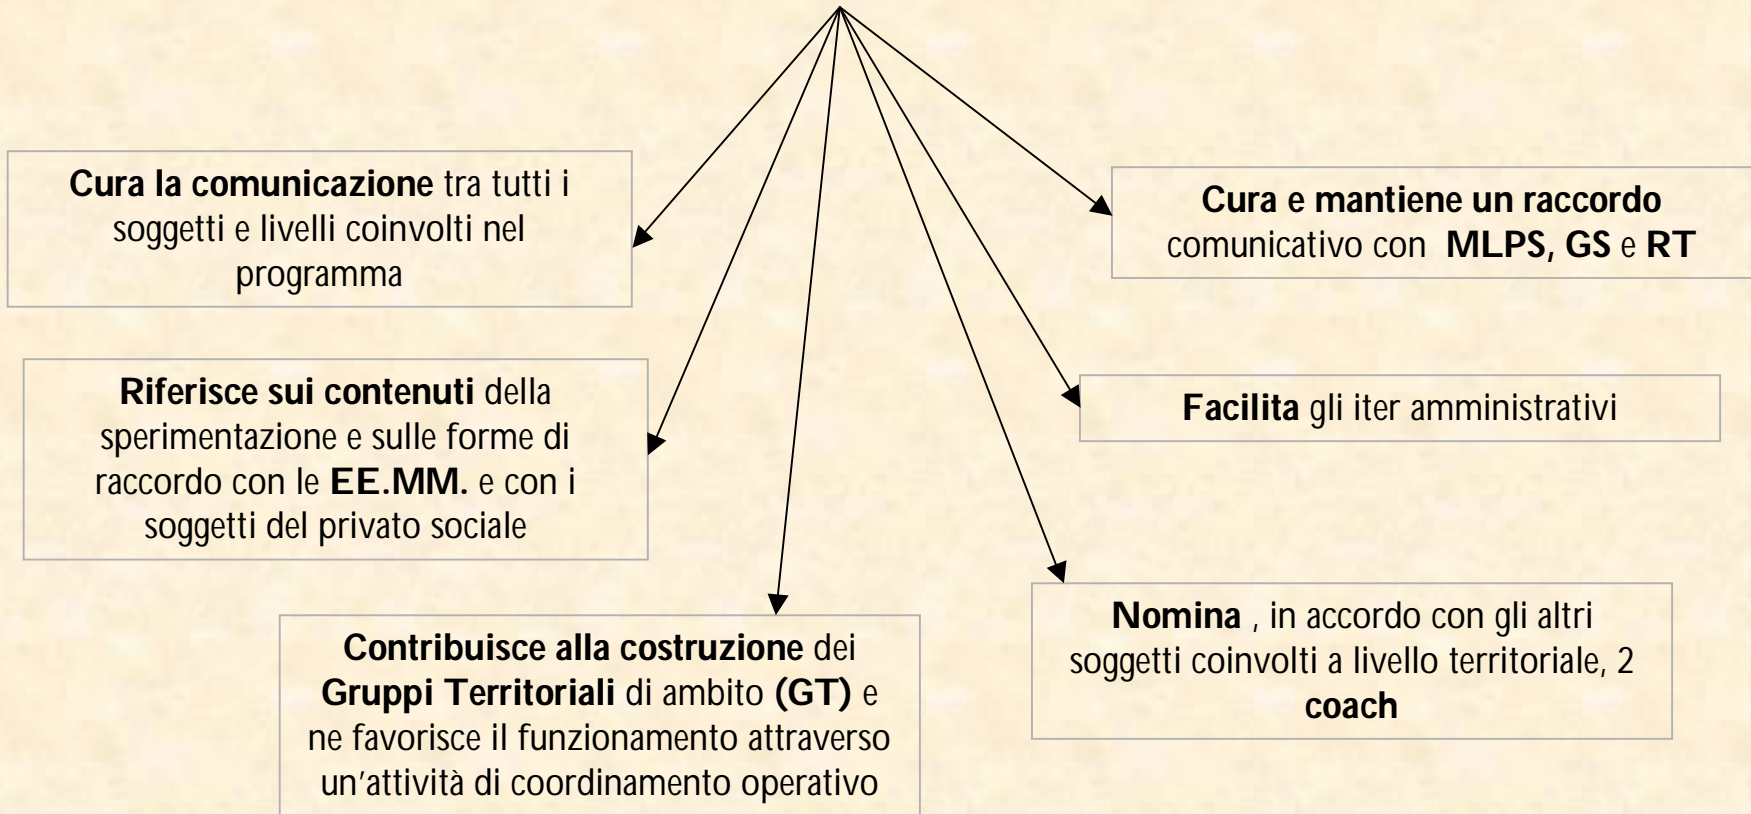 Cura la comunicazione tra tutti i
soggetti e livelli coinvolti nel
programma
Cura e mantiene un raccordo
comunicativo con MLPS, GS e RT
Riferisce sui contenuti della
sperimentazione e sulle forme di
raccordo con le EE.MM. e con i
soggetti del privato sociale
Facilita gli iter amministrativi
Contribuisce alla costruzione dei
Gruppi Territoriali di ambito (GT) e
ne favorisce il funzionamento attraverso
un’attività di coordinamento operativo
Nomina , in accordo con gli altri
soggetti coinvolti a livello territoriale, 2
coach